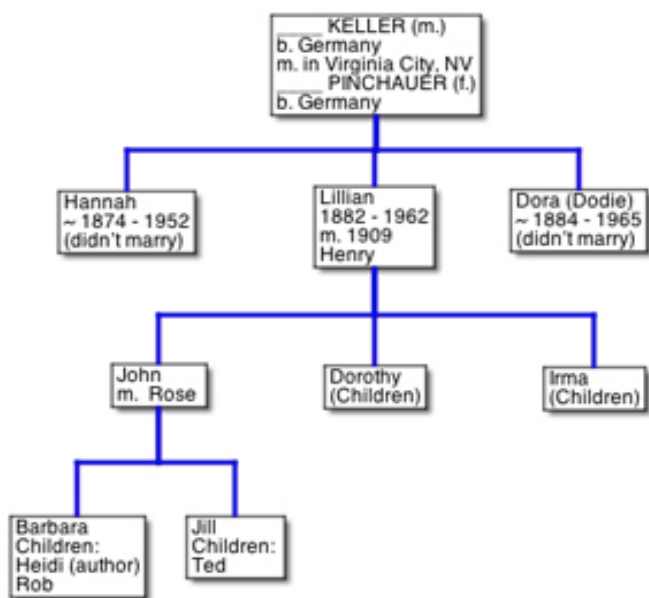 ____ KELLER (m.)
b. Germany
m. in Virginia City, NV
____ PINCHAUER (f.)
b. Germany
Hannah
~ 1874 - 1952
(didn't marry)
Lillian
1882 - 1962
m. 1909
Henry
Dora (Dodie)
~ 1884 - 1965
(didn't marry)
John
m. Rose
Dorothy
(Children)
Irma
(Children)
Barbara
Children:
Heidi (author)
Rob
Jill
Children:
Ted